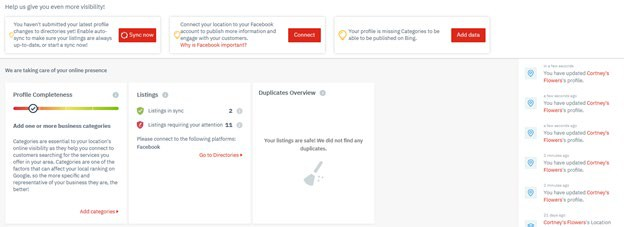 Help us give you even more visibility!
You haven't submitted your latest profile
changes to directories yet! Enable auto-
sync to make sure your listings are always
up-to-date, or start a sync now!
Sync now
Connect your location to your Facebook
account to publish more information and
engage with your customers.
Why is Facebook important?
Connect
Your profile is missing Categories to be
able to be published on Bing.
Add data
We are taking care of your online presence
Profile Completeness
Add one or more business categories
Categories are essential to your location's
online visibility as they help you connect to
customers searching for the services you
offer in your area. Categories are one of the
factors that can affect your local ranking on
Google, so the more specific and
representative of your business they are, the
better!
Add categories
Listings
Listings in sync 2
Listings requiring your attention 11
Please connect to the following platforms:
Facebook
Go to Directories
Duplicates Overview
Your listings are safe! We did not find any
duplicates.
in a few seconds
You have updated Cortney's
Flowers's profile.
a few seconds ago
You have updated Cortney's
Flowers's profile.
a few seconds ago
You have updated Cortney's
Flowers's profile.
minutes ago
You have updated Cortney's
Flowers's profile.
minutes ago
You have updated Cortney's
Flowers's profile.
days ago
Cortney's Flowers's Location